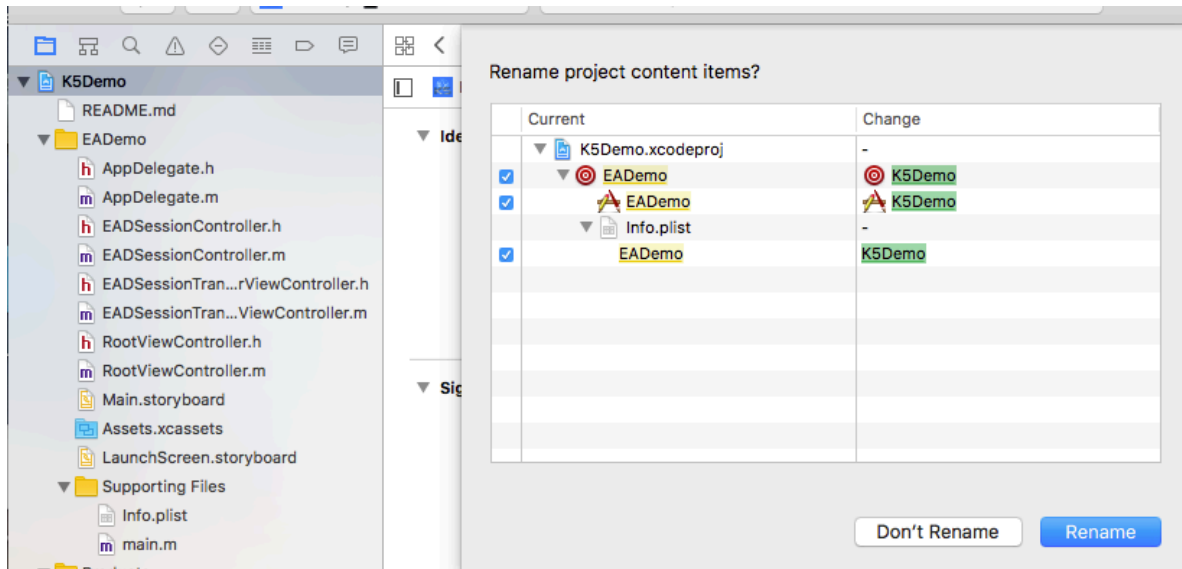 K5Demo
README.md
EADemo
AppDelegate.h
AppDelegate.m
EADSessionController.h
EADSessionController.m
EADSessionTran...rViewController.h
EADSessionTran...ViewController.m
RootViewController.h
RootViewController.m
Main.storyboard
Assets.xcassets
LaunchScreen.storyboard
Supporting Files
Info.plist
main.m
Ide
Sig
Rename project content items?
Current Change
K5Demo.xcodeproj -
EADemo K5Demo
EADemo K5Demo
Info.plist -
EADemo K5Demo
Don't Rename Rename